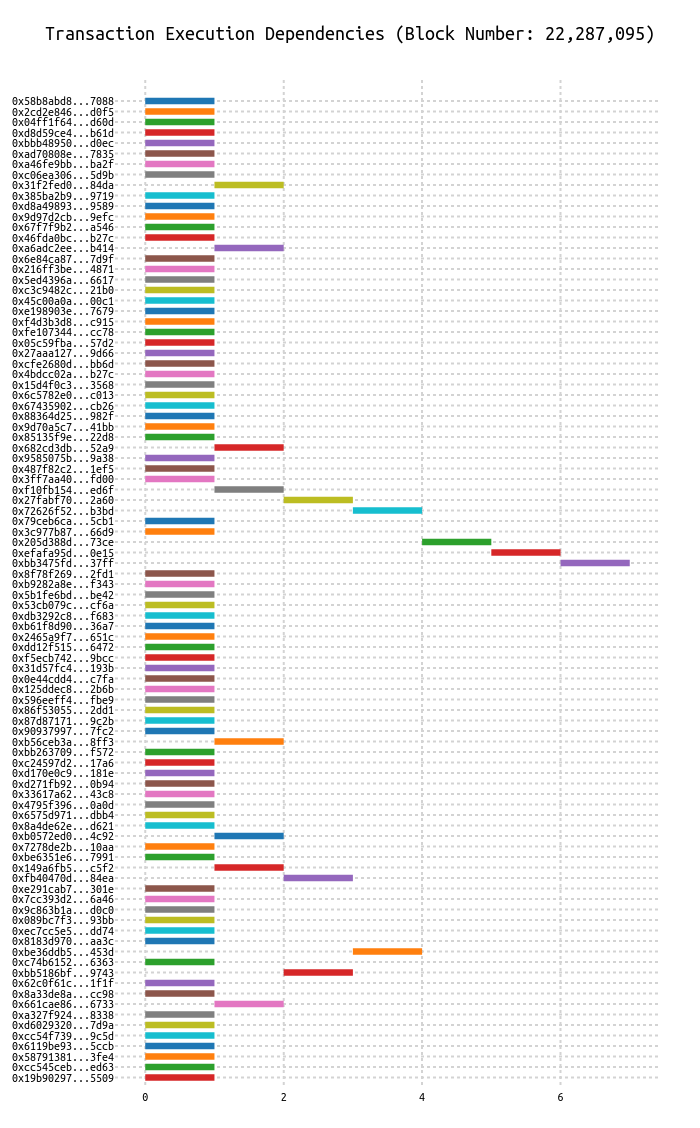 Transaction Execution Dependencies (Block Number: 22,287,095)
0x58b8abd8...7088
0x2cd2e846...d0f5
0x04ff1f64...d60d
0xd8d59ce4...b61d
0xbbb48950...d0ec
0xad70808e...7835
0xa46fe9bb...ba2f
0xc06ea306...5d9b
0x31f2fed0...84da
0x385ba2b9...9719
0xd8a49893...9589
0x9d97d2cb...9efc
0x67f7f9b2...a546
0x46fda0bc...b27c
0xa6adc2ee...b414
0x6e84ca87...7d9f
0x216ff3be...4871
0x5ed4396a...6617
0xc3c9482c...21b0
0x45c00a0a...00c1
0xe198903e...7679
0xf4d3b3d8...c915
0xfe107344...cc78
0x05c59fba...57d2
0x27aaa127...9d66
0xcfe2680d...bb6d
0x4bdcc02a...b27c
0x15d4f0c3...3568
0x6c5782e0...c013
0x67435902...cb26
0x88364d25...982f
0x9d70a5c7...41bb
0x85135f9e...22d8
0x682cd3db...52a9
0x9585075b...9a38
0x487f82c2...1ef5
0x3ff7aa40...fd00
0xf10fb154...ed6f
0x27fabf70...2a60
0x72626f52...b3bd
0x79ceb6ca...5cb1
0x3c977b87...66d9
0x205d388d...73ce
0xefafa95d...0e15
0xbb3475fd...37ff
0x8f78f269...2fd1
0xb9282a8e...f343
0x5b1fe6bd...be42
0x53cb079c...cf6a
0xdb3292c8...f683
0xb61f8d90...36a7
0x2465a9f7...651c
0xdd12f515...6472
0xf5ecb742...9bcc
0x31d57fc4...193b
0x0e44cdd4...c7fa
0x125ddec8...2b6b
0x596eeff4...fbe9
0x86f53055...2dd1
0x87d87171...9c2b
0x90937997...7fc2
0xb56ceb3a...8ff3
0xbb263709...f572
0xc24597d2...17a6
0xd170e0c9...181e
0xd271fb92...0b94
0x33617a62...43c8
0x4795f396...0a0d
0x6575d971...dbb4
0x8a4de62e...d621
0xb0572ed0...4c92
0x7278de2b...10aa
0xbe6351e6...7991
0x149a6fb5...c5f2
0xfb40470d...84ea
0xe291cab7...301e
0x7cc393d2...6a46
0x9c863b1a...d0c0
0x089bc7f3...93bb
0xec7cc5e5...dd74
0x8183d970...aa3c
0xbe36ddb5...453d
0xc74b6152...6363
0xbb5186bf...9743
0x62c0f61c...1f1f
0x8a33de8a...cc98
0x661cae86...6733
0xa327f924...8338
0xd6029320...7d9a
0xcc54f739...9c5d
0x6119be93...5ccb
0x58791381...3fe4
0xcc545ceb...ed63
0x19b90297...5509
0 2 4 6